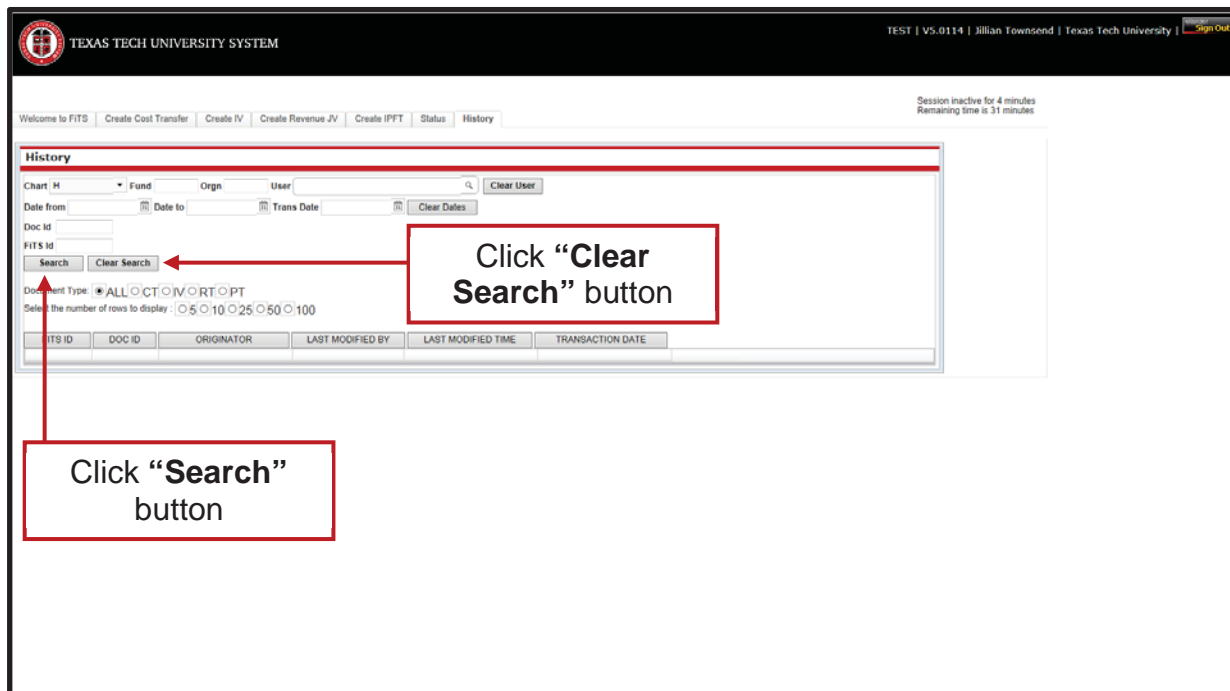 TEXAS TECH UNIVERSITY SYSTEM
TEST | V5.0114 | Jillian Townsend | Texas Tech University | Sign Out
Session inactive for 4 minutes
Remaining time is 31 minutes
Welcome to FiTS Create Cost Transfer Create IV Create Revenue JV Create IPFT Status History
History
Chart H Fund Orgn User Clear User
Date from Date to Trans Date Clear Dates
Doc Id
FiTS Id
Search Clear Search
Click “Clear
Search” button
Document Type: ALL CT IV RT PT
Select the number of rows to display : 5 10 25 50 100
FITS ID DOC ID ORIGINATOR LAST MODIFIED BY LAST MODIFIED TIME TRANSACTION DATE
Click “Search”
button